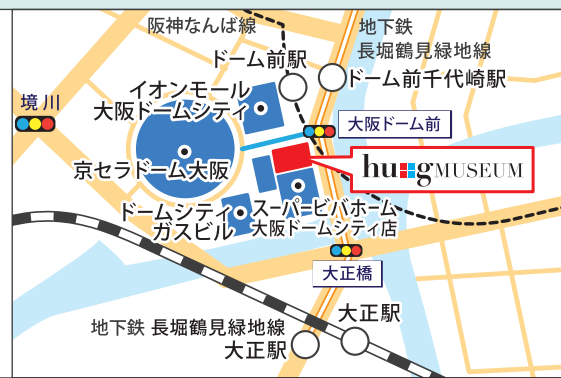 阪神なんば線
地下鉄
長堀鶴見緑地線
ドーム前駅
ドーム前千代崎駅
イオンモール
大阪ドームシティ
境川
大阪ドーム前
京セラドーム大阪
hu gMUSEUM
ドームシティ
ガスビル
スーパービバホーム
大阪ドームシティ店
大正橋
大正駅
地下鉄 長堀鶴見緑地線
大正駅